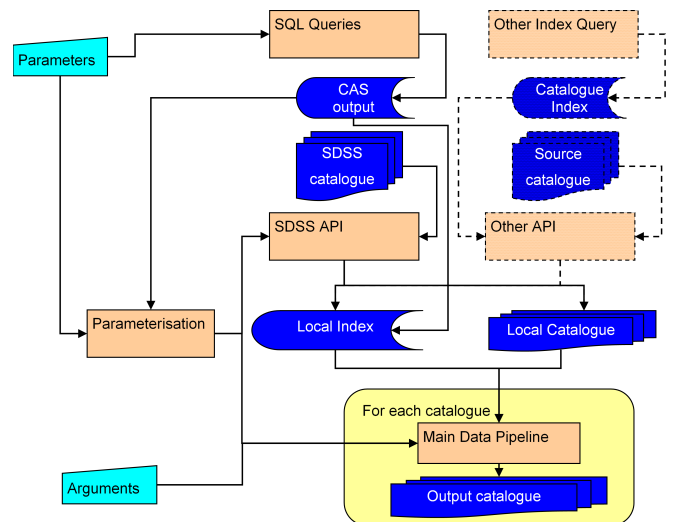 SQL Queries
Other Index Query
Parameters
CAS
output
Catalogue
Index
SDSS
catalogue
Source
catalogue
SDSS API
Other API
Parameterisation
Local Index
Local Catalogue
For each catalogue
Main Data Pipeline
Arguments
Output catalogue